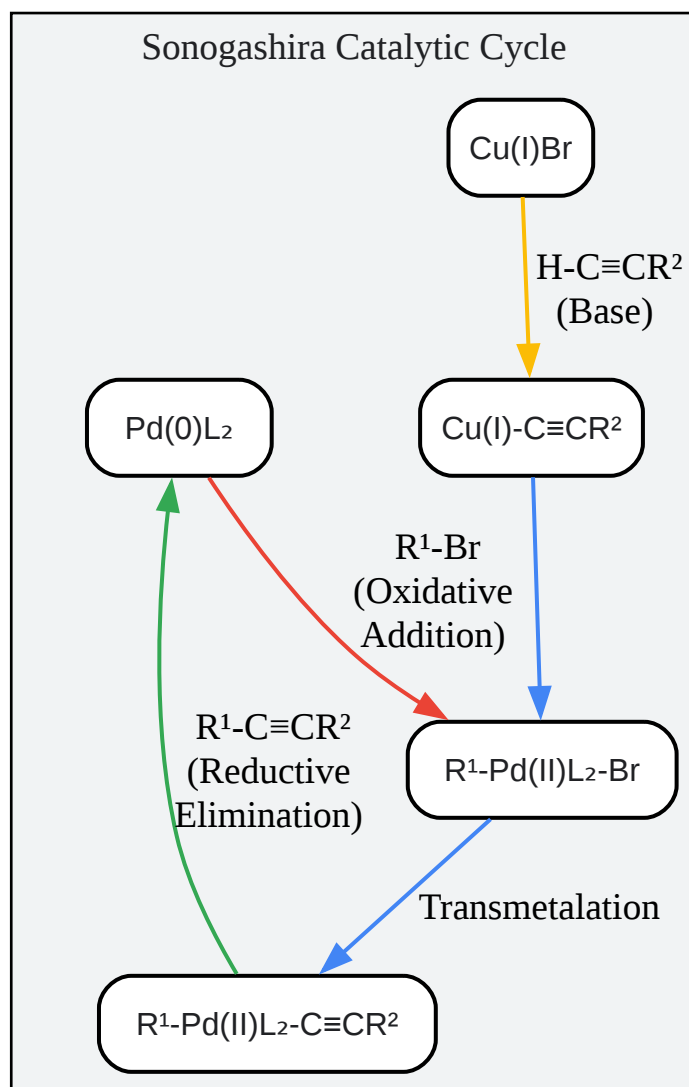 Sonogashira Catalytic Cycle
Cu(I)Br
H-C≡CR²
(Base)
Pd(0)L₂
Cu(I)-C≡CR²
R¹-Br
(Oxidative
Addition)
R¹-C≡CR²
(Reductive
Elimination)
R¹-Pd(II)L₂-Br
Transmetalation
R¹-Pd(II)L₂-C≡CR²